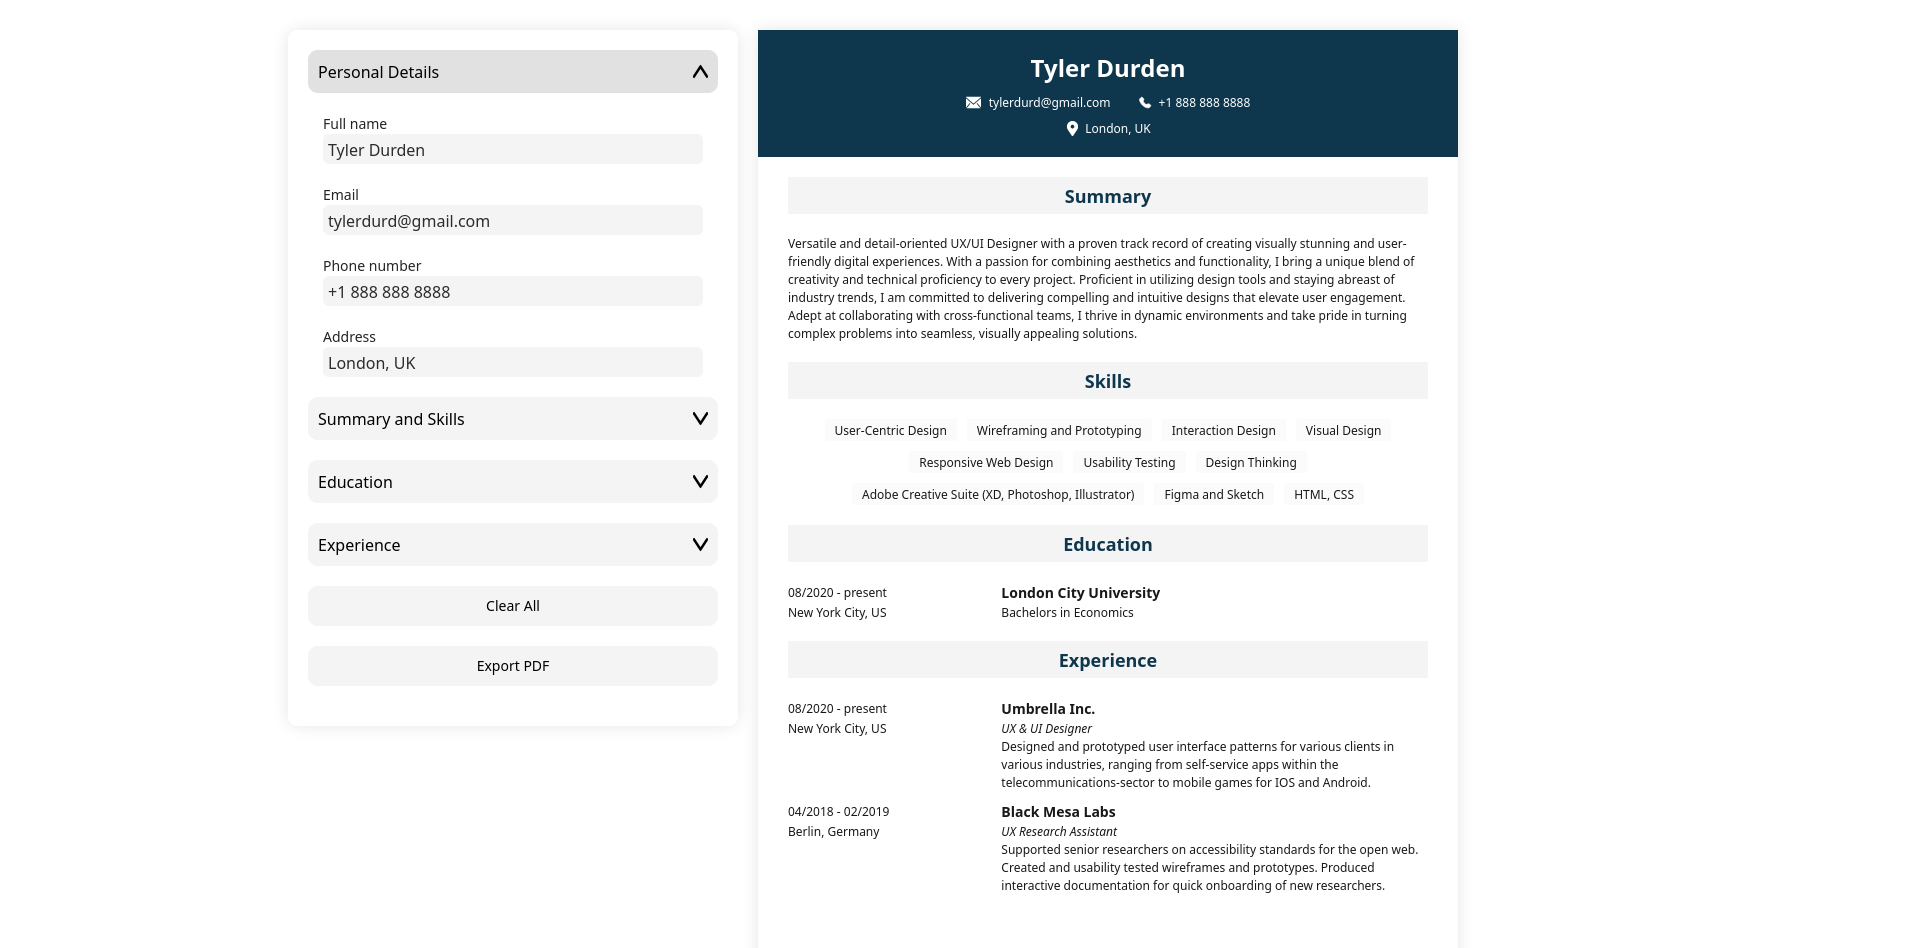 Personal Details
Full name
Tyler Durden
Email
tylerdurd@gmail.com
Phone number
+1 888 888 8888
Address
London, UK
Summary and Skills
Education
Experience
Clear All
Export PDF
Tyler Durden
tylerdurd@gmail.com +1 888 888 8888
London, UK
Summary
Versatile and detail-oriented UX/UI Designer with a proven track record of creating visually stunning and user-
friendly digital experiences. With a passion for combining aesthetics and functionality, I bring a unique blend of
creativity and technical proficiency to every project. Proficient in utilizing design tools and staying abreast of
industry trends, I am committed to delivering compelling and intuitive designs that elevate user engagement.
Adept at collaborating with cross-functional teams, I thrive in dynamic environments and take pride in turning
complex problems into seamless, visually appealing solutions.
Skills
User-Centric Design Wireframing and Prototyping Interaction Design Visual Design
Responsive Web Design Usability Testing Design Thinking
Adobe Creative Suite (XD, Photoshop, Illustrator) Figma and Sketch HTML, CSS
Education
08/2020 - present London City University
New York City, US Bachelors in Economics
Experience
08/2020 - present Umbrella Inc.
New York City, US UX & UI Designer
Designed and prototyped user interface patterns for various clients in
various industries, ranging from self-service apps within the
telecommunications-sector to mobile games for IOS and Android.
04/2018 - 02/2019 Black Mesa Labs
Berlin, Germany UX Research Assistant
Supported senior researchers on accessibility standards for the open web.
Created and usability tested wireframes and prototypes. Produced
interactive documentation for quick onboarding of new researchers.